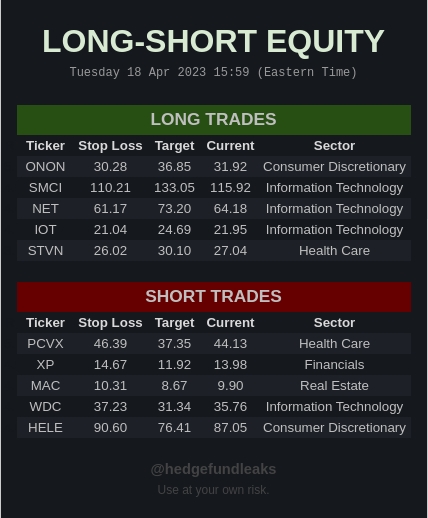 LONG-SHORT EQUITY
Tuesday 18 Apr 2023 15:59 (Eastern Time)
LONG TRADES
Ticker Stop Loss Target Current Sector
ONON 30.28 36.85 31.92 Consumer Discretionary
SMCI 110.21 133.05 115.92 Information Technology
NET 61.17 73.20 64.18 Information Technology
IOT 21.04 24.69 21.95 Information Technology
STVN 26.02 30.10 27.04 Health Care
SHORT TRADES
Ticker Stop Loss Target Current Sector
PCVX 46.39 37.35 44.13 Health Care
XP 14.67 11.92 13.98 Financials
MAC 10.31 8.67 9.90 Real Estate
WDC 37.23 31.34 35.76 Information Technology
HELE 90.60 76.41 87.05 Consumer Discretionary
@hedgefundleaks
Use at your own risk.